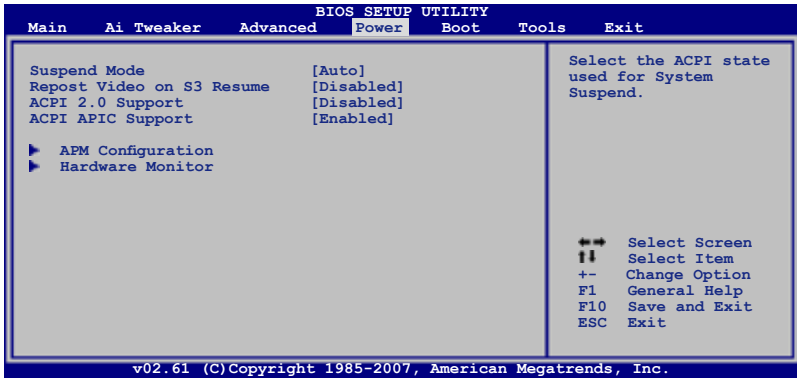 BIOS SETUP UTILITY
Main Ai Tweaker Advanced Power Boot Tools Exit
Suspend Mode [Auto]
Repost Video on S3 Resume [Disabled]
ACPI 2.0 Support [Disabled]
ACPI APIC Support [Enabled]
APM Configuration
Hardware Monitor
Select the ACPI state
used for System
Suspend.
←→ Select Screen
↑↓ Select Item
+- Change Option
F1 General Help
F10 Save and Exit
ESC Exit
v02.61 (C)Copyright 1985-2007, American Megatrends, Inc.